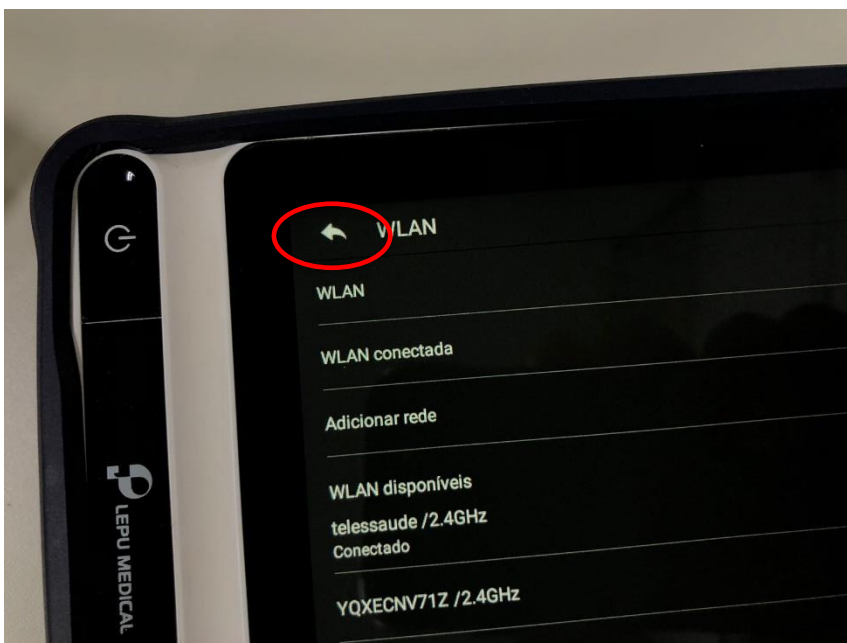 WLAN
WLAN
WLAN conectada
Adicionar rede
WLAN disponíveis
telessaude /2.4GHz
Conectado
YQXECNV71Z /2.4GHz
LEPU MEDICAL